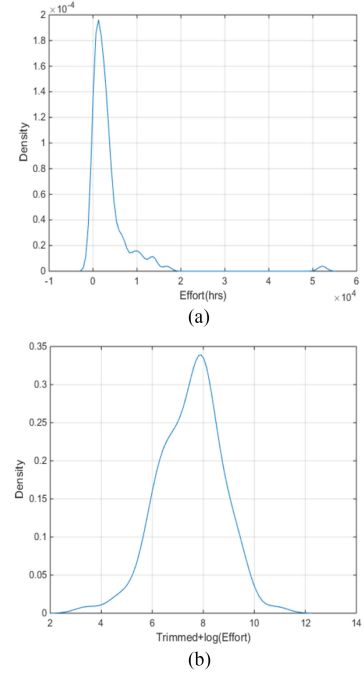 ×10⁻⁴
2
1.8
1.6
1.4
1.2
1
0.8
0.6
0.4
0.2
0
Density
-1 0 1 2 3 4 5 6
Effort(hrs)
×10⁴
(a)
0.35
0.3
0.25
0.2
0.15
0.1
0.05
0
Density
2 4 6 8 10 12 14
Trimmed+log(Effort)
(b)